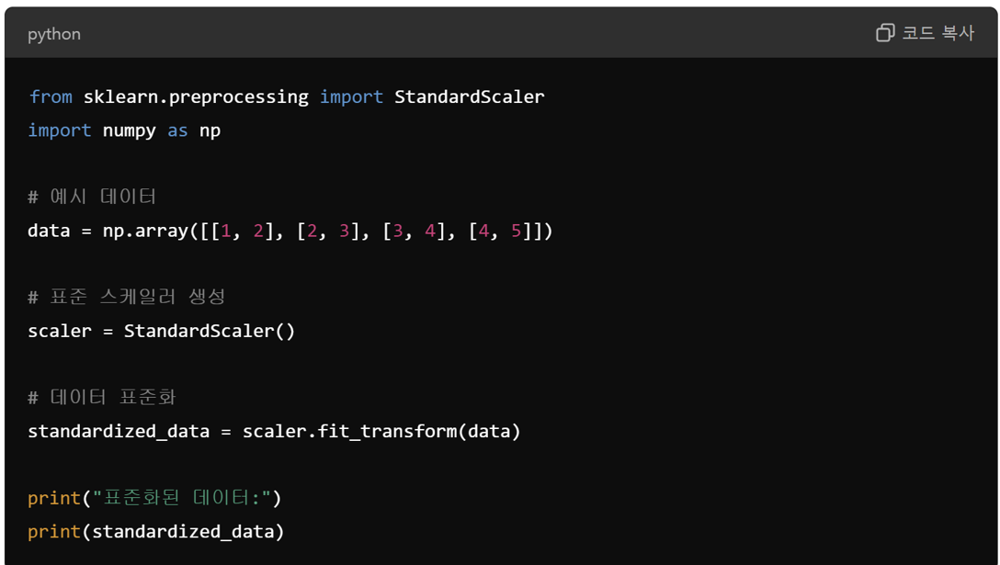 python
코드 복사
from sklearn.preprocessing import StandardScaler
import numpy as np
# 예시 데이터
data = np.array([[1, 2], [2, 3], [3, 4], [4, 5]])
# 표준 스케일러 생성
scaler = StandardScaler()
# 데이터 표준화
standardized_data = scaler.fit_transform(data)
print("표준화된 데이터:")
print(standardized_data)